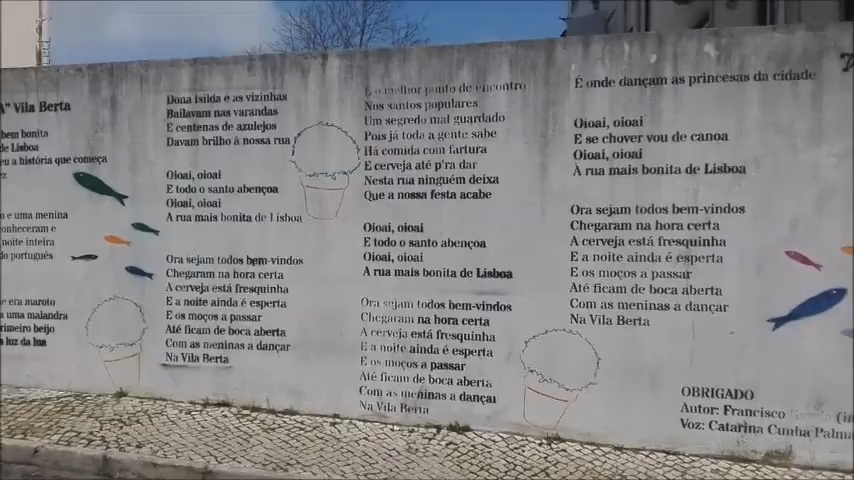 A" Vila Berta
bem bonita
de Lisboa
eu a história que começa
o e uma menina
conheceram e
noite inteira
do português
e era maroto
a uma malandra
rimeiro beijo
a luz da lua
Dona Isilda e as vizinhas
Bailavam nas varandas
E centenas de azulejos
Davam brilho à nossa rua
Oioai, oioai
E todo o santo abençoa
Oioai, oioai
A rua mais bonita de Lisboa
Ora sejam todos bem-vindos
Chegaram na hora certa
A cerveja está fresquinha
E a noite ainda é esperta
E os moços a passar
Até ficam de boca aberta
Com as meninas a dançar
Na Vila Berta
É o melhor ponto de encontro
Nos santos populares
Um segredo mal guardado
Pois já toda a gente sabe
Há comida com fartura
E cerveja até p'ra dar
Nesta rua ninguém deixa
Que a nossa festa acabe
Oioai, oioai
E todo o santo abençoa
Oioai, oioai
A rua mais bonita de Lisboa
Ora sejam todos bem-vindos
Chegaram na hora certa
A cerveja está fresquinha
E a noite ainda é esperta
E os moços a passar
Até ficam de boca aberta
Com as meninas a dançar
Na Vila Berta
É onde dançam as princesas da cidade
Oioai, oioai
E se chover vou de canoa
Oioai, oioai
À rua mais bonita de Lisboa
Ora sejam todos bem-vindos
Chegaram na hora certa
A cerveja está fresquinha
E a noite ainda é esperta
E os moços a passar
Até ficam de boca aberta
Com as meninas a dançar
Na Vila Berta
OBRIGADO
Autor: Francisco
Voz: Catarina Cunha Palma